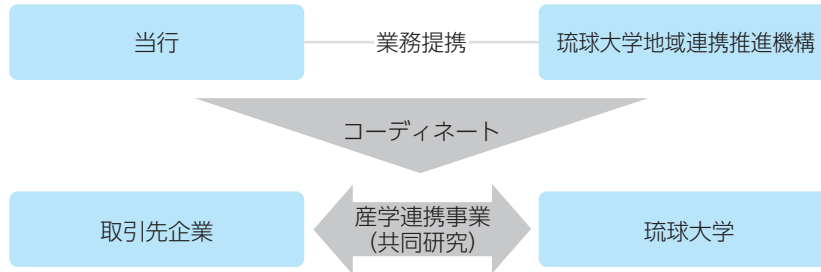 当行
業務提携
琉球大学地域連携推進機構
コーディネート
取引先企業
産学連携事業
（共同研究）
琉球大学